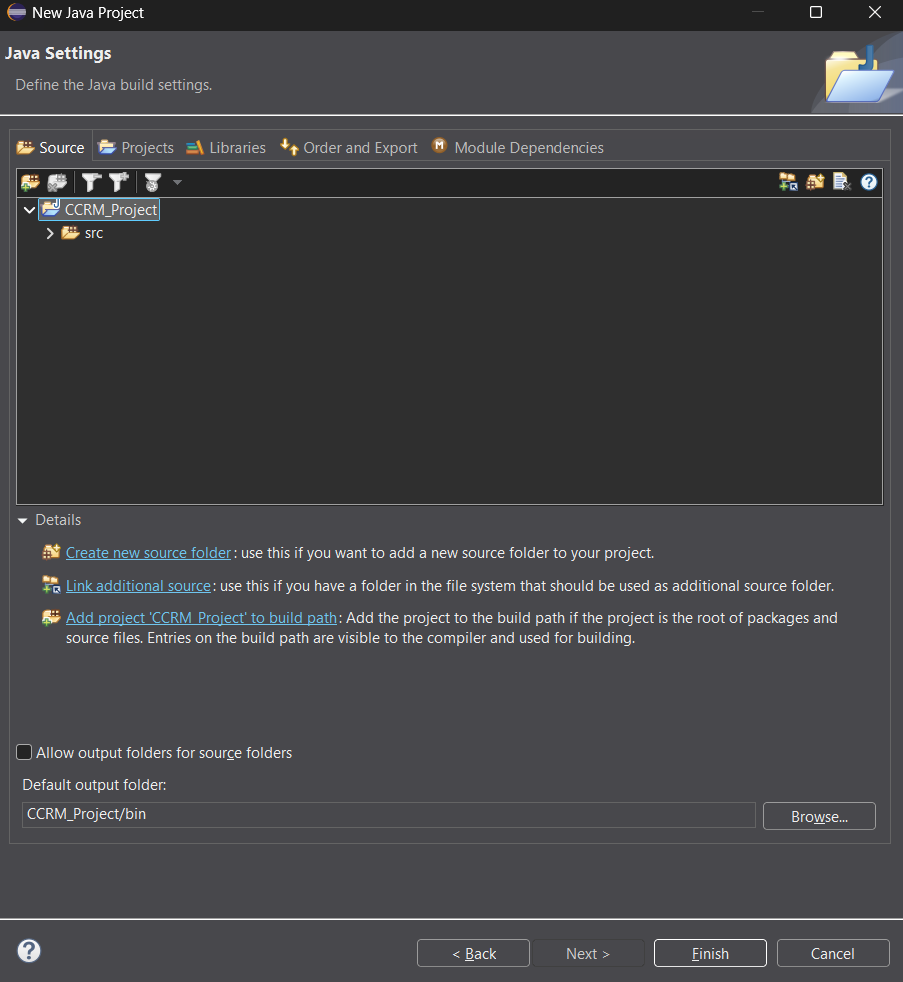 New Java Project
Java Settings
Define the Java build settings.
Source Projects Libraries Order and Export Module Dependencies
CCRM_Project
src
Details
Create new source folder: use this if you want to add a new source folder to your project.
Link additional source: use this if you have a folder in the file system that should be used as additional source folder.
Add project 'CCRM_Project' to build path: Add the project to the build path if the project is the root of packages and
source files. Entries on the build path are visible to the compiler and used for building.
Allow output folders for source folders
Default output folder:
CCRM_Project/bin
Browse...
< Back Next > Finish Cancel